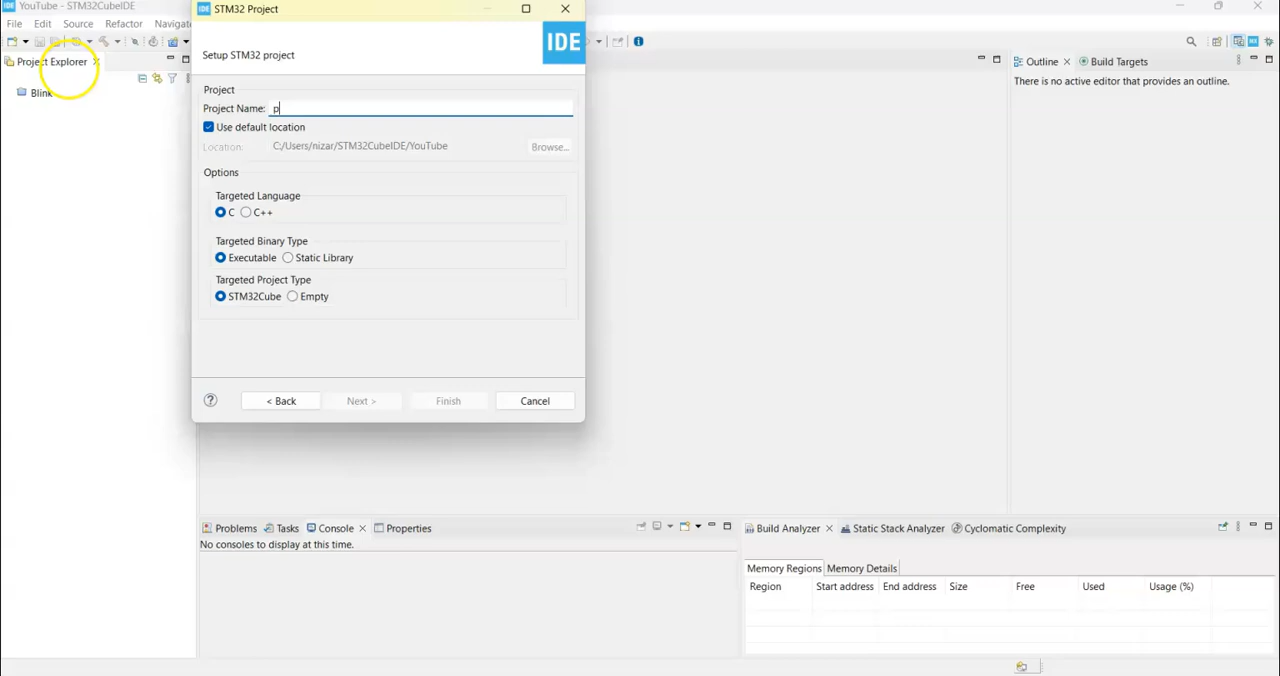 IDE YouTube - STM32CubeIDE
File Edit Source Refactor Navigat
Project Explorer
Blink
IDE STM32 Project
Setup STM32 project
IDE
Project
Project Name: p
Use default location
Location: C:/Users/nizar/STM32CubeIDE/YouTube Browse...
Options
Targeted Language
C C++
Targeted Binary Type
Executable Static Library
Targeted Project Type
STM32Cube Empty
? < Back Next > Finish Cancel
MX
Outline Build Targets
There is no active editor that provides an outline.
Problems Tasks Console Properties
No consoles to display at this time.
Build Analyzer Static Stack Analyzer Cyclomatic Complexity
Memory Regions Memory Details
Region Start address End address Size Free Used Usage (%)